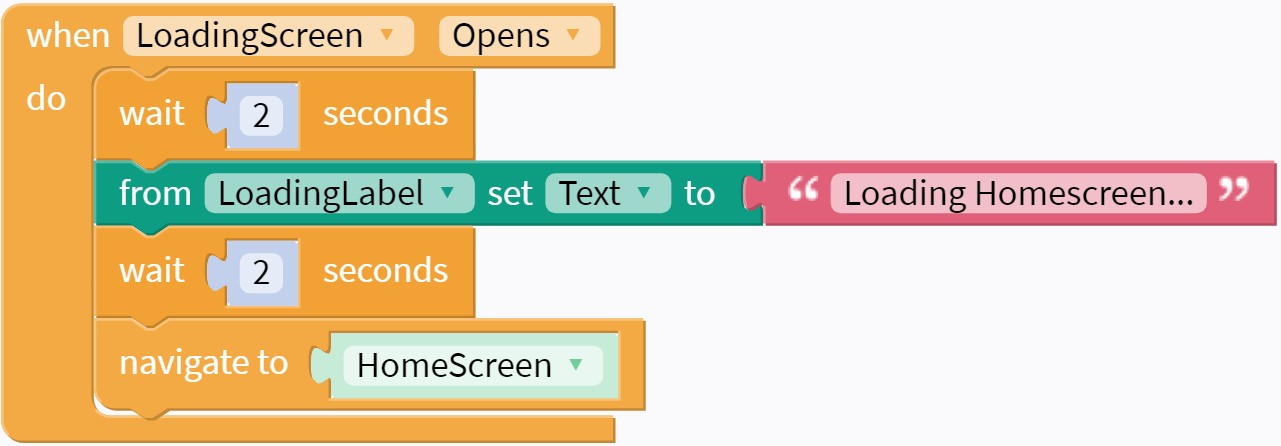 when LoadingScreen Opens
do
wait 2 seconds
from LoadingLabel set Text to “ Loading Homescreen... ”
wait 2 seconds
navigate to HomeScreen